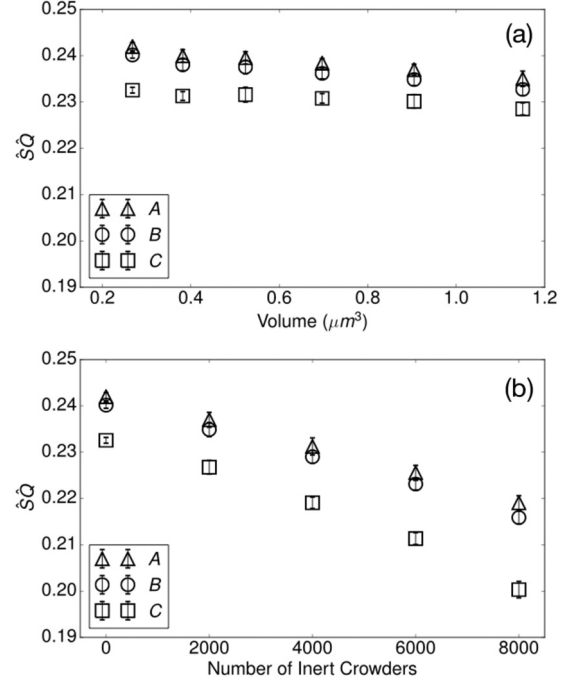 (a)
0.25
0.24
0.23
0.22
0.21
0.20
0.19
ŜQ̂
A
B
C
0.2 0.4 0.6 0.8 1.0 1.2
Volume (μm³)
(b)
0.25
0.24
0.23
0.22
0.21
0.20
0.19
ŜQ̂
A
B
C
0 2000 4000 6000 8000
Number of Inert Crowders